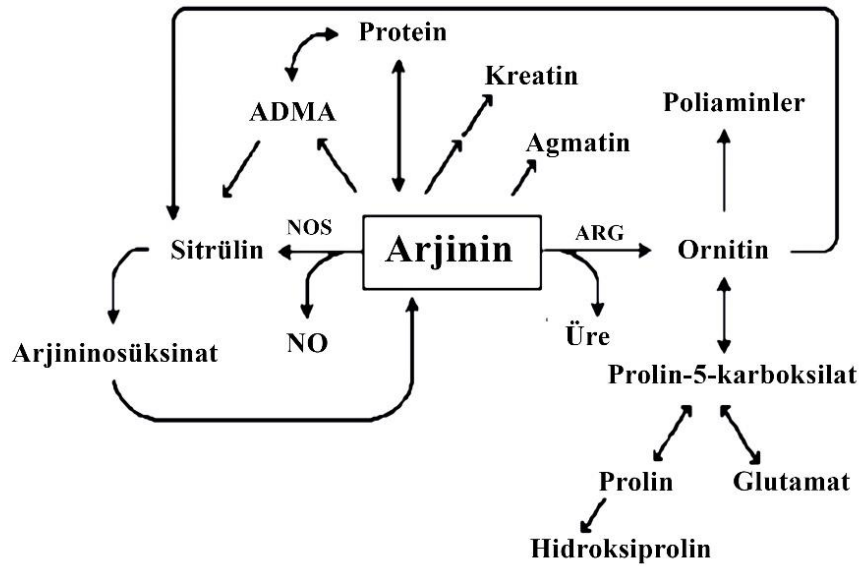 Protein
Kreatin
Poliaminler
ADMA
Agmatin
NOS
ARG
Sitrülin
Arjinin
Ornitin
NO
Üre
Arjininosüksinat
Prolin-5-karboksilat
Prolin
Glutamat
Hidroksiprolin